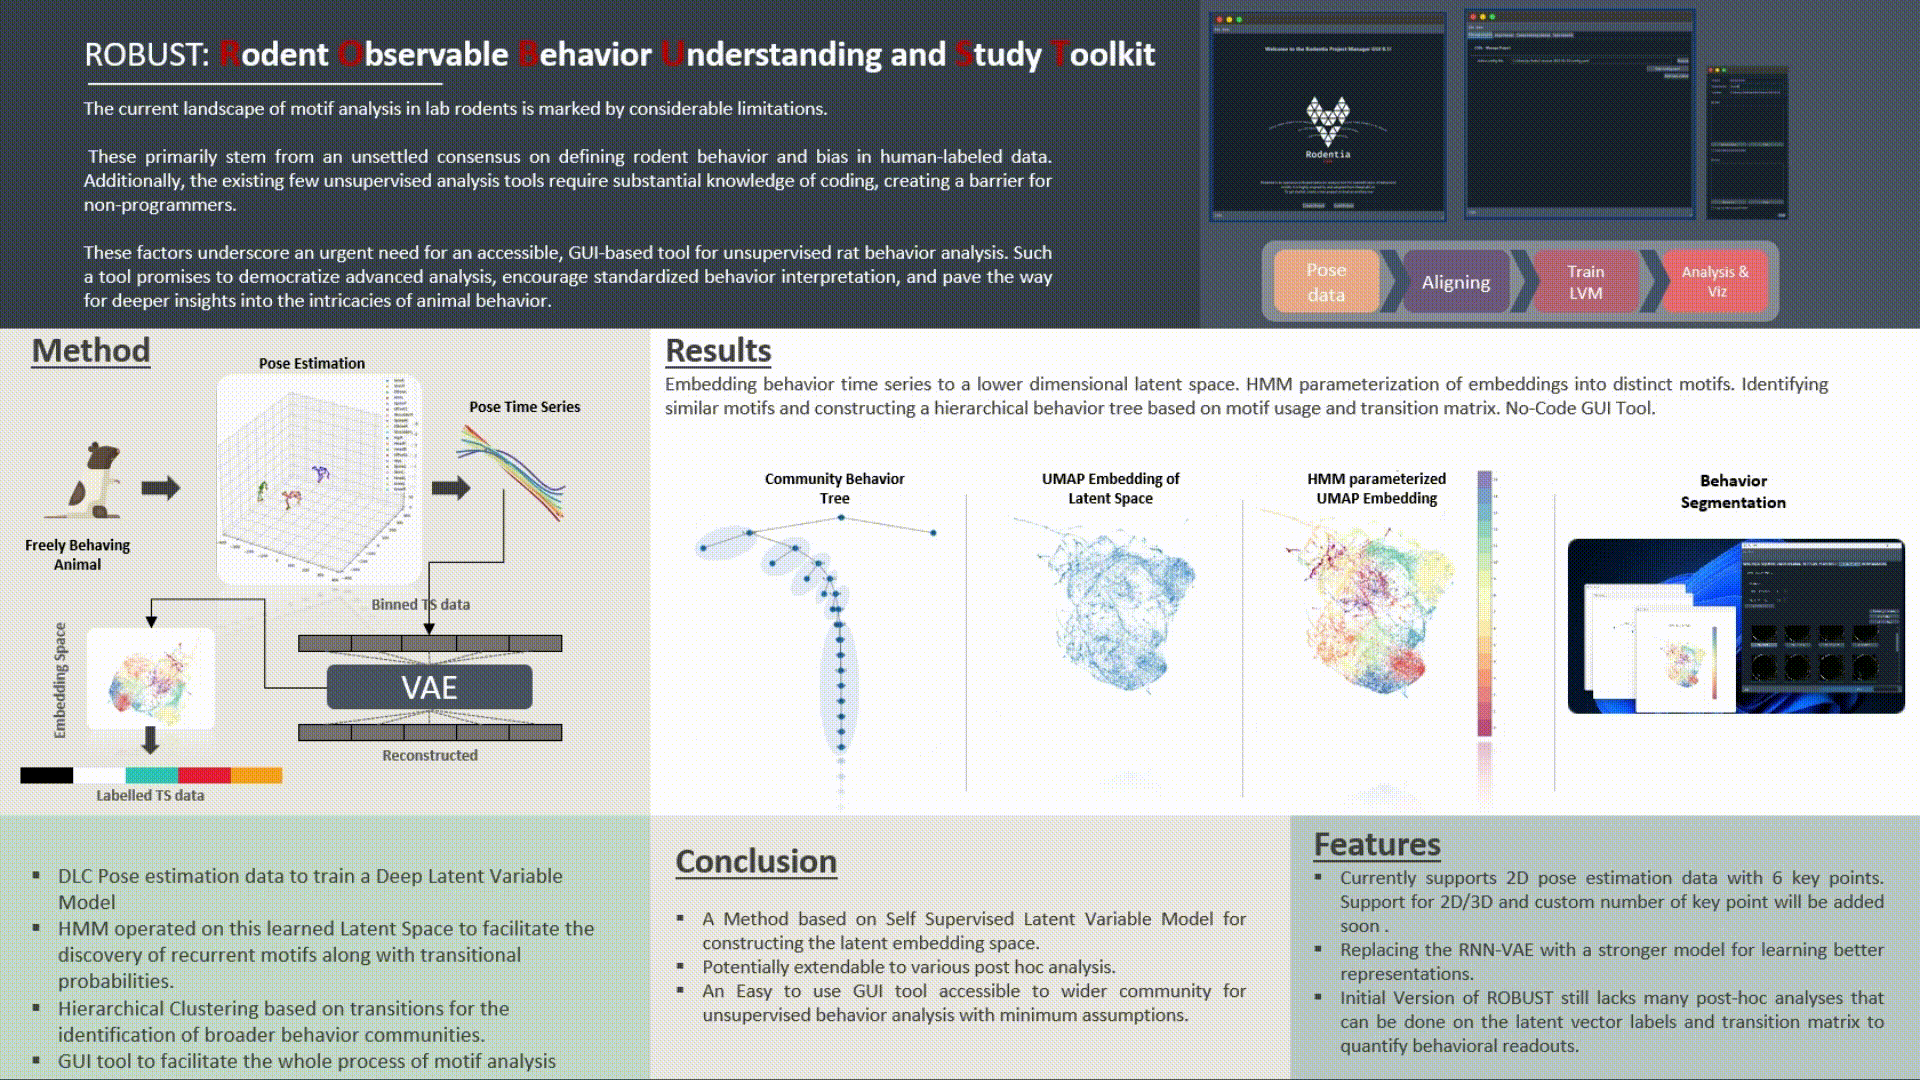 ROBUST: Rodent Observable Behavior Understanding and Study Toolkit
The current landscape of motif analysis in lab rodents is marked by considerable limitations.
These primarily stem from an unsettled consensus on defining rodent behavior and bias in human-labeled data.
Additionally, the existing few unsupervised analysis tools require substantial knowledge of coding, creating a barrier for
non-programmers.
These factors underscore an urgent need for an accessible, GUI-based tool for unsupervised rat behavior analysis. Such
a tool promises to democratize advanced analysis, encourage standardized behavior interpretation, and pave the way
for deeper insights into the intricacies of animal behavior.
Welcome to the Rodentia Project Manager GUI 0.1!
Rodentia
Pose
data
Aligning
Train
LVM
Analysis &
Viz
Method
Pose Estimation
Pose Time Series
Freely Behaving
Animal
Binned TS data
Embedding Space
VAE
Reconstructed
Labelled TS data
Results
Embedding behavior time series to a lower dimensional latent space. HMM parameterization of embeddings into distinct motifs. Identifying
similar motifs and constructing a hierarchical behavior tree based on motif usage and transition matrix. No-Code GUI Tool.
Community Behavior
Tree
UMAP Embedding of
Latent Space
HMM parameterized
UMAP Embedding
Behavior
Segmentation
▪ DLC Pose estimation data to train a Deep Latent Variable
Model
▪ HMM operated on this learned Latent Space to facilitate the
discovery of recurrent motifs along with transitional
probabilities.
▪ Hierarchical Clustering based on transitions for the
identification of broader behavior communities.
▪ GUI tool to facilitate the whole process of motif analysis
Conclusion
▪ A Method based on Self Supervised Latent Variable Model for
constructing the latent embedding space.
▪ Potentially extendable to various post hoc analysis.
▪ An Easy to use GUI tool accessible to wider community for
unsupervised behavior analysis with minimum assumptions.
Features
▪ Currently supports 2D pose estimation data with 6 key points.
Support for 2D/3D and custom number of key point will be added
soon .
▪ Replacing the RNN-VAE with a stronger model for learning better
representations.
▪ Initial Version of ROBUST still lacks many post-hoc analyses that
can be done on the latent vector labels and transition matrix to
quantify behavioral readouts.